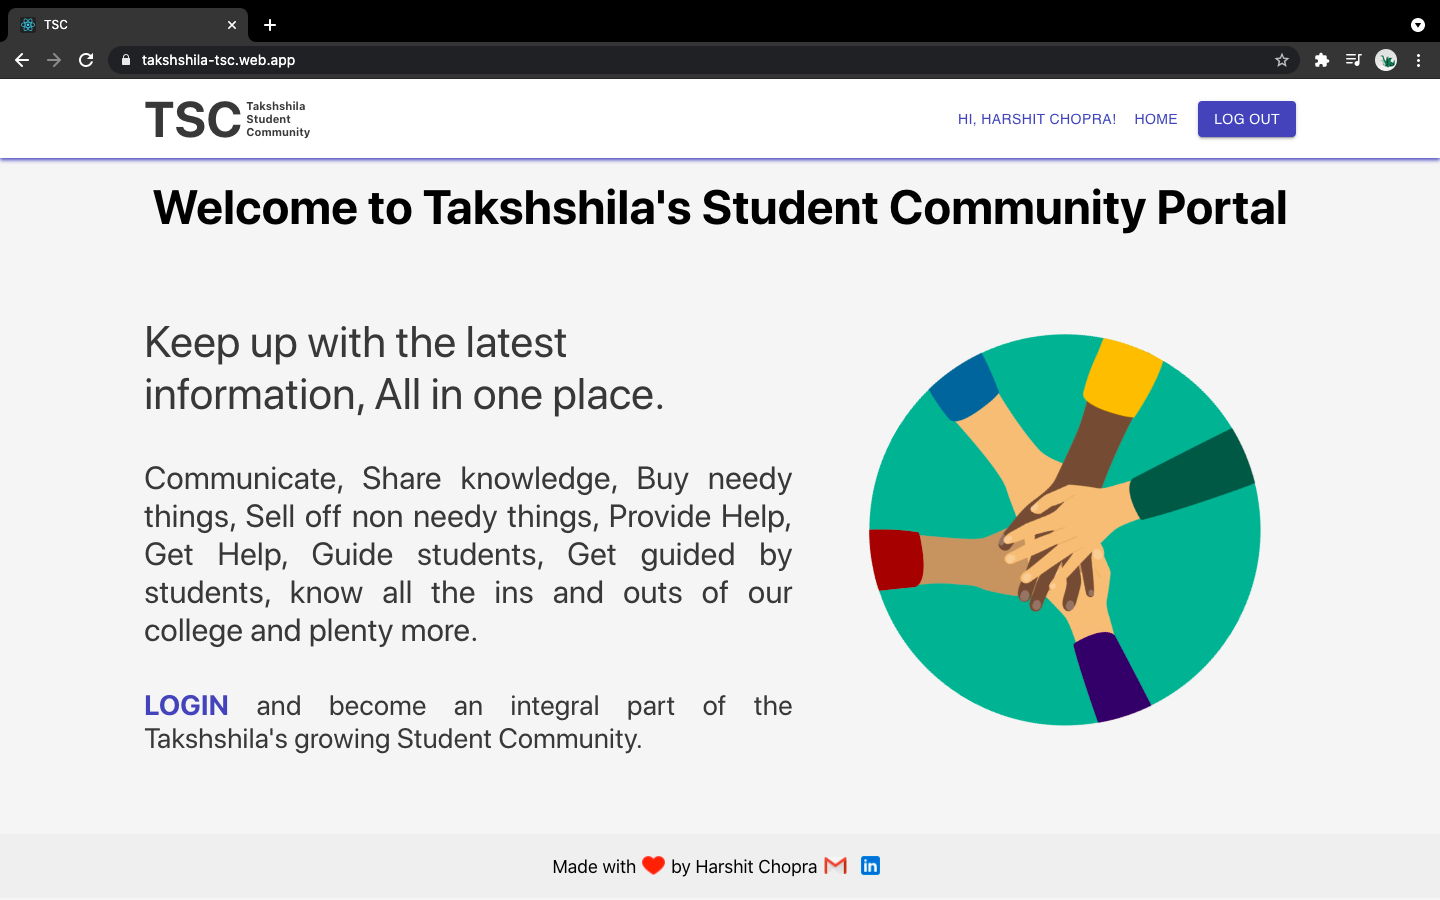 TSC
takshshila-tsc.web.app
TSC
Takshshila
Student
Community
HI, HARSHIT CHOPRA!
HOME
LOG OUT
Welcome to Takshshila's Student Community Portal
Keep up with the latest
information, All in one place.
Communicate, Share knowledge, Buy needy
things, Sell off non needy things, Provide Help,
Get Help, Guide students, Get guided by
students, know all the ins and outs of our
college and plenty more.
LOGIN and become an integral part of the
Takshshila's growing Student Community.
Made with ❤ by Harshit Chopra
in